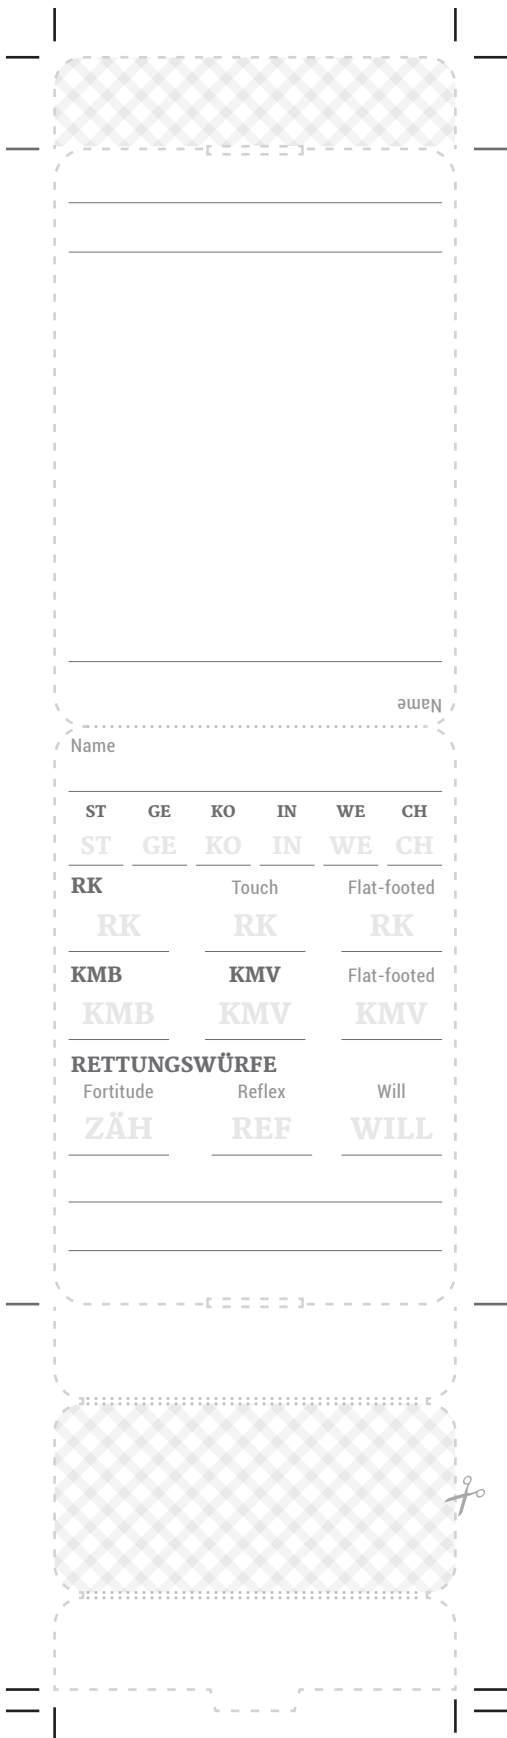 Name
Name
ST GE KO IN WE CH
ST GE KO IN WE CH
RK Touch Flat-footed
RK RK RK
KMB KMV Flat-footed
KMB KMV KMV
RETTUNGSWÜRFE
Fortitude Reflex Will
ZÄH REF WILL